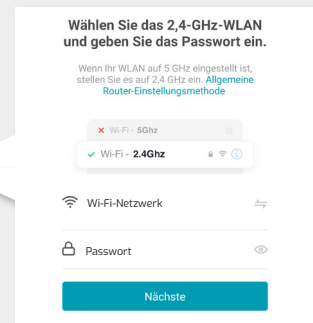 Wählen Sie das 2,4-GHz-WLAN
und geben Sie das Passwort ein.
Wenn Ihr WLAN auf 5 GHz eingestellt ist,
stellen Sie es auf 2,4 GHz ein. Allgemeine
Router-Einstellungsmethode
Wi-Fi - 5Ghz
Wi-Fi - 2.4Ghz
Wi-Fi-Netzwerk
Passwort
Nächste